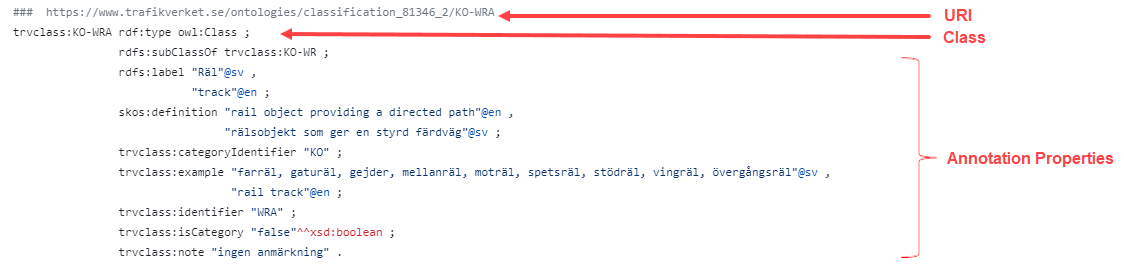 ### https://www.trafikverket.se/ontologies/classification_81346_2/KO-WRA
URI
trvclass:KO-WRA rdf:type owl:Class ;
Class
rdfs:subClassOf trvclass:KO-WR ;
rdfs:label "Räl"@sv ,
"track"@en ;
skos:definition "rail object providing a directed path"@en ,
"rälsobjekt som ger en styrd färdväg"@sv ;
trvclass:categoryIdentifier "KO" ;
Annotation Properties
trvclass:example "farräl, gaturäl, gejder, mellanräl, moträl, spetsräl, stödräl, vingräl, övergångsräl"@sv ,
"rail track"@en ;
trvclass:identifier "WRA" ;
trvclass:isCategory "false"^^xsd:boolean ;
trvclass:note "ingen anmärkning" .